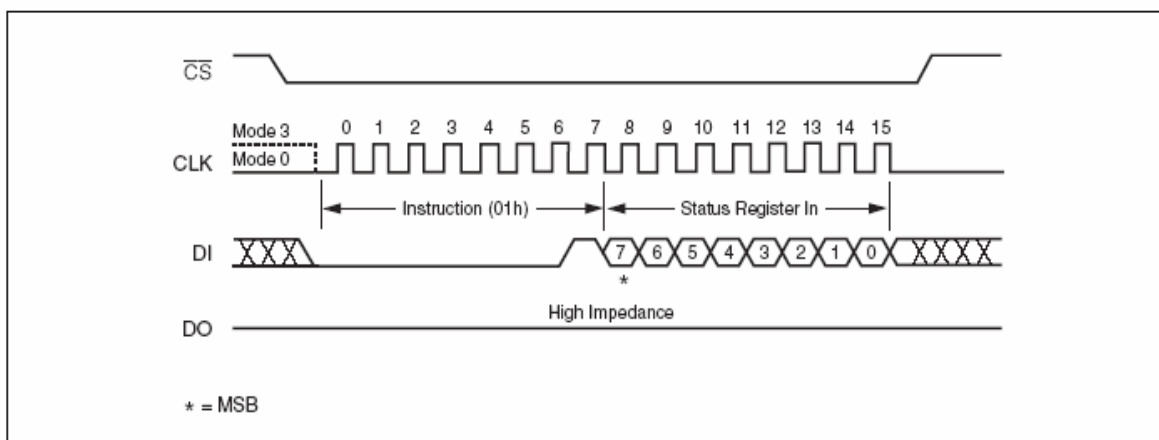 CS
Mode 3
0 1 2 3 4 5 6 7 8 9 10 11 12 13 14 15
Mode 0
CLK
Instruction (01h)
Status Register In
DI
7 6 5 4 3 2 1 0
*
High Impedance
DO
* = MSB